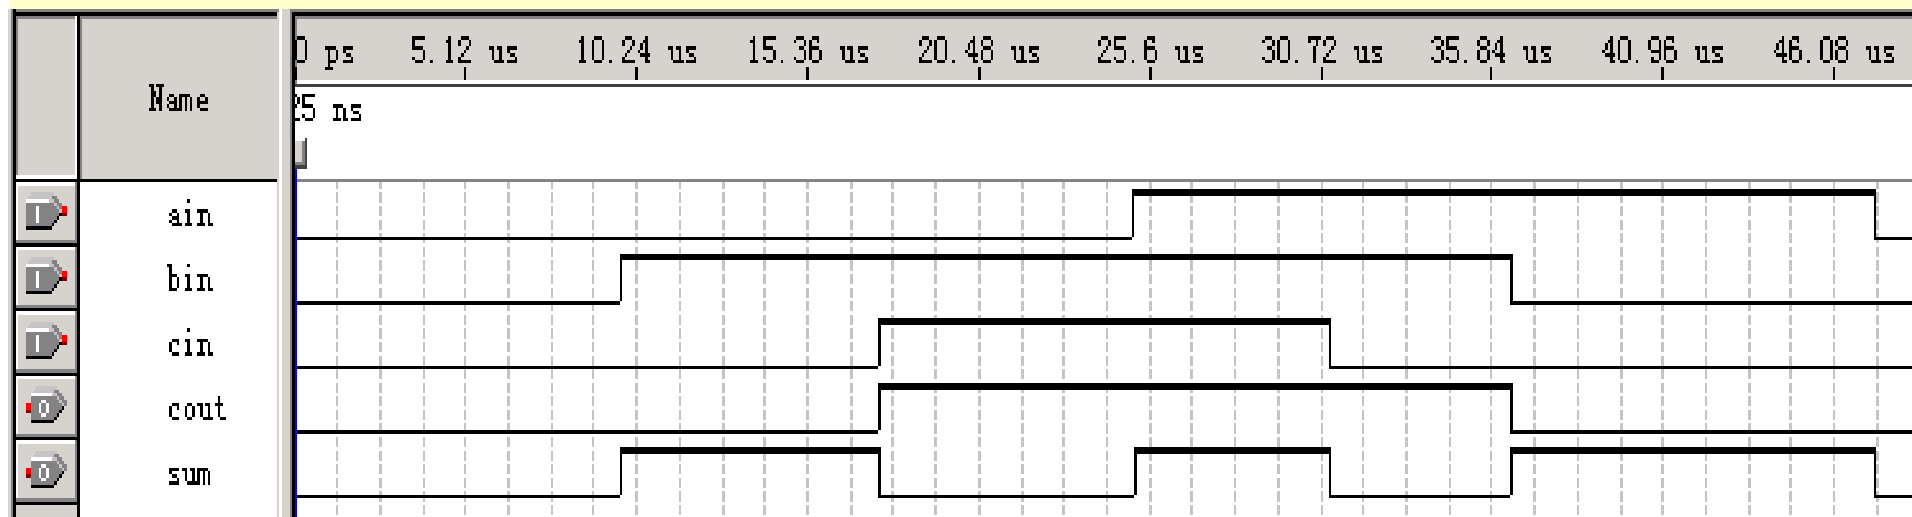 0 ps 5.12 us 10.24 us 15.36 us 20.48 us 25.6 us 30.72 us 35.84 us 40.96 us 46.08 us
Name
25 ns
I ain
I bin
I cin
O cout
O sum